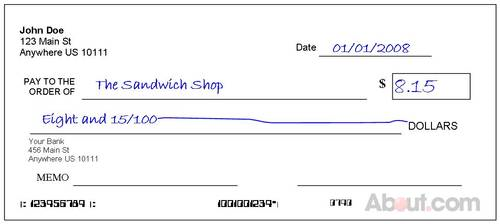 John Doe
123 Main St
Anywhere US 10111
Date 01/01/2008
PAY TO THE
ORDER OF The Sandwich Shop $ 8.15
Eight and 15/100 DOLLARS
Your Bank
456 Main St
Anywhere US 10111
MEMO
123456789 1001001239 0790
About.com